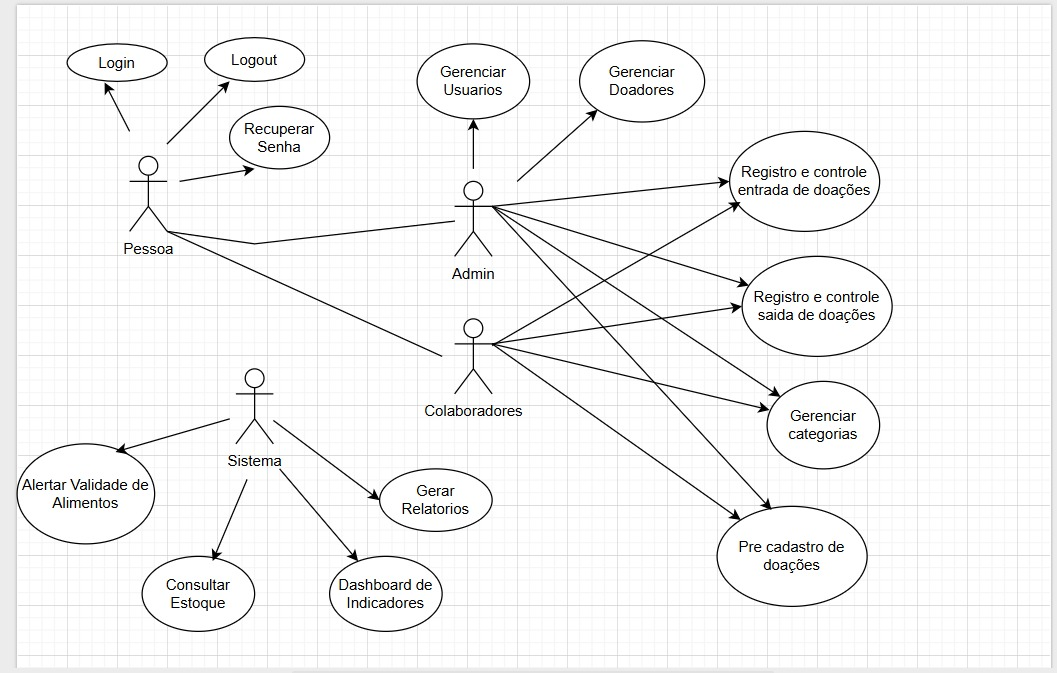 Login
Logout
Recuperar
Senha
Pessoa
Gerenciar
Usuarios
Gerenciar
Doadores
Admin
Registro e controle
entrada de doações
Registro e controle
saida de doações
Colaboradores
Gerenciar
categorias
Pre cadastro de
doações
Sistema
Alertar Validade de
Alimentos
Gerar
Relatorios
Consultar
Estoque
Dashboard de
Indicadores